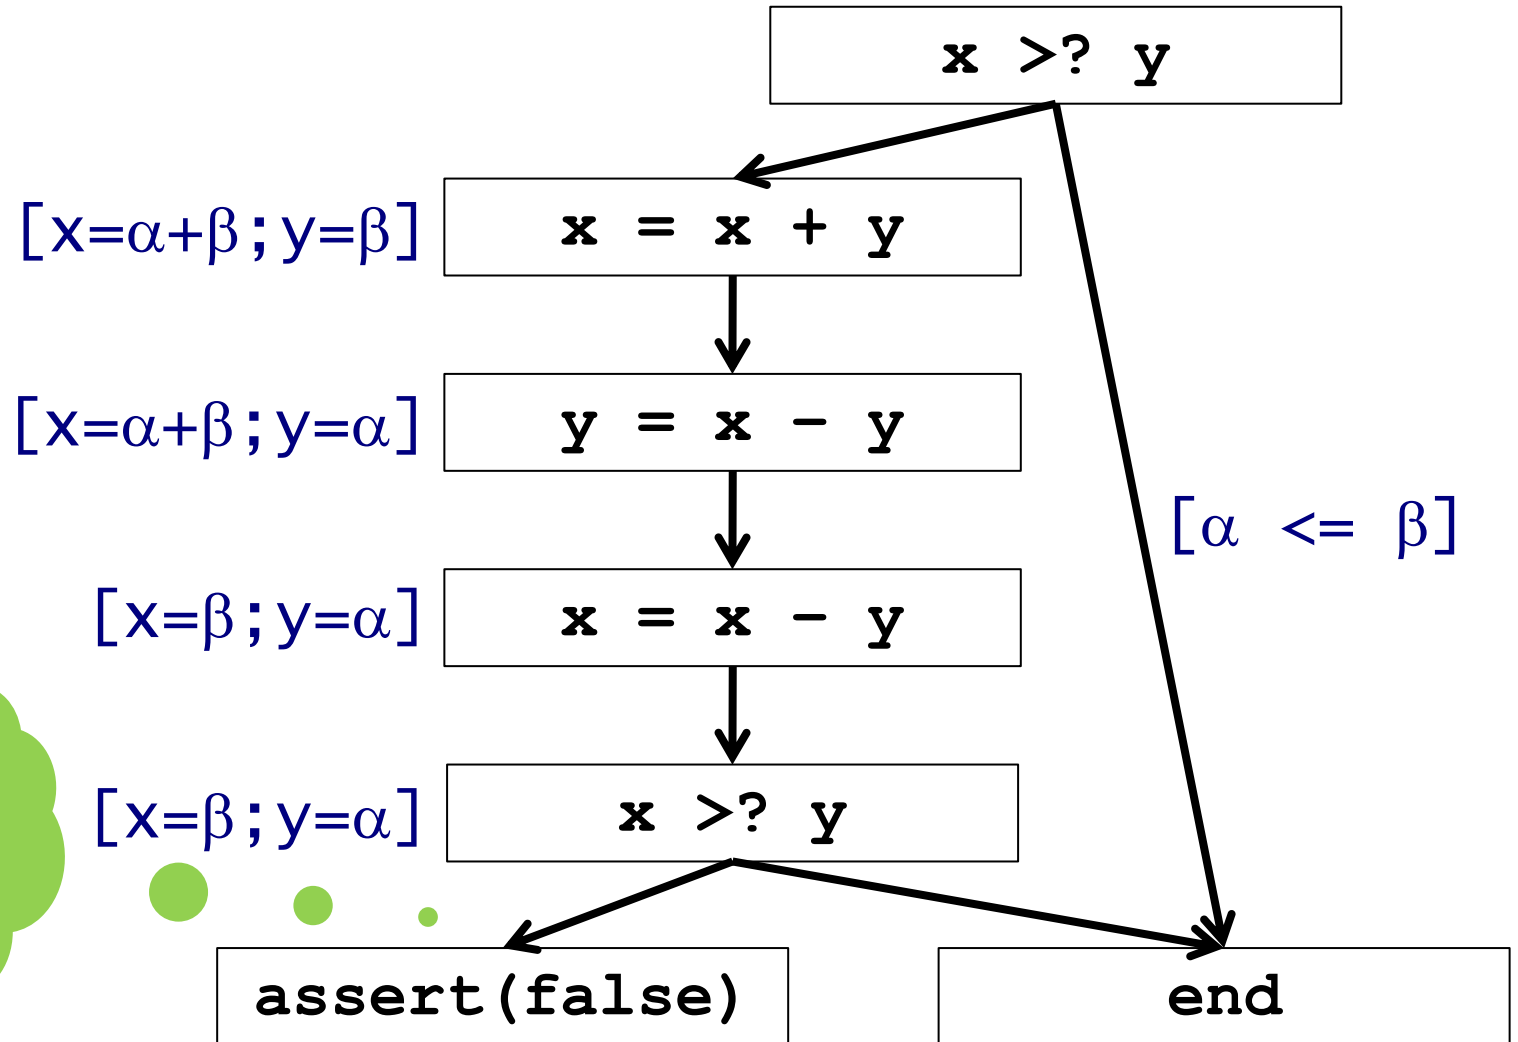 x >? y
[x=α+β;y=β]
x = x + y
[x=α+β;y=α]
y = x - y
[α <= β]
[x=β;y=α]
x = x - y
[x=β;y=α]
x >? y
assert(false)
end